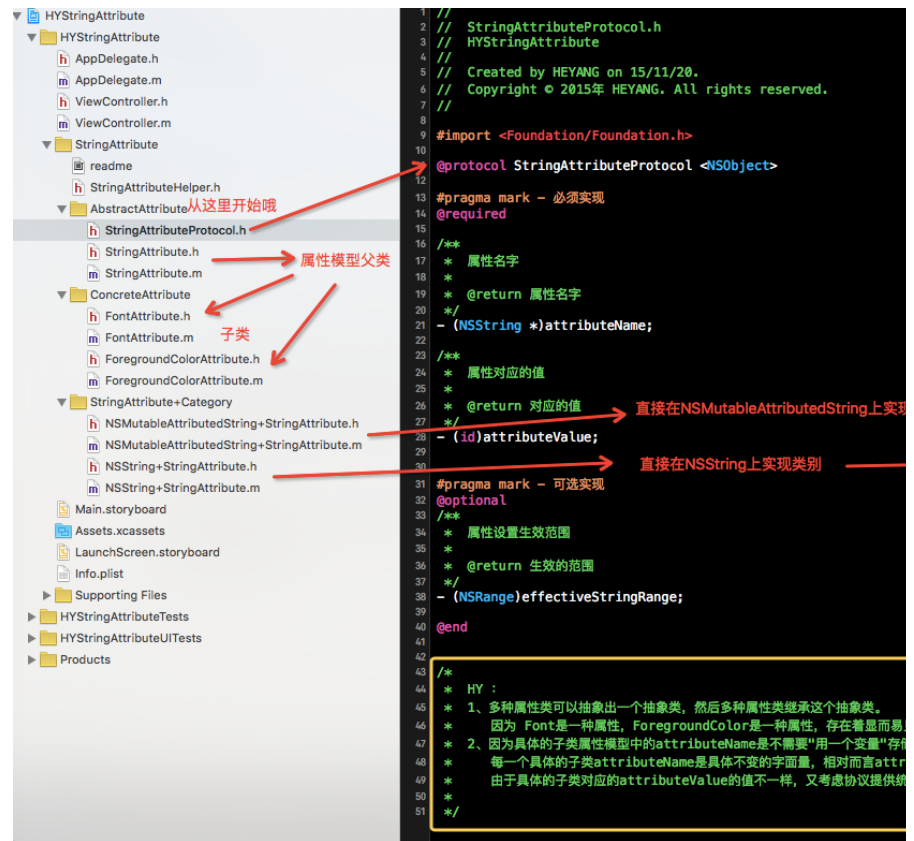 HYStringAttribute
HYStringAttribute
h AppDelegate.h
m AppDelegate.m
h ViewController.h
m ViewController.m
StringAttribute
readme
h StringAttributeHelper.h
AbstractAttribute
从这里开始哦
h StringAttributeProtocol.h
h StringAttribute.h
m StringAttribute.m
属性模型父类
ConcreteAttribute
h FontAttribute.h
m FontAttribute.m
子类
h ForegroundColorAttribute.h
m ForegroundColorAttribute.m
StringAttribute+Category
h NSMutableAttributedString+StringAttribute.h
m NSMutableAttributedString+StringAttribute.m
h NSString+StringAttribute.h
m NSString+StringAttribute.m
Main.storyboard
Assets.xcassets
LaunchScreen.storyboard
Info.plist
Supporting Files
HYStringAttributeTests
HYStringAttributeUITests
Products
1 //
2 // StringAttributeProtocol.h
3 // HYStringAttribute
4 //
5 // Created by HEYANG on 15/11/20.
6 // Copyright © 2015年 HEYANG. All rights reserved.
7 //
8
9 #import <Foundation/Foundation.h>
10
@protocol StringAttributeProtocol <NSObject>
12
13 #pragma mark - 必须实现
14 @required
15
16 /**
17 * 属性名字
18 *
19 * @return 属性名字
20 */
21 - (NSString *)attributeName;
22
23 /**
24 * 属性对应的值
25 *
26 * @return 对应的值
27 */
28 - (id)attributeValue;
29
30
31 #pragma mark - 可选实现
32 @optional
33 /**
34 * 属性设置生效范围
35 *
36 * @return 生效的范围
37 */
38 - (NSRange)effectiveStringRange;
39
40 @end
41
42
43 /*
44 * HY :
45 * 1、多种属性类可以抽象出一个抽象类，然后多种属性类继承这个抽象类。
46 * 因为 Font是一种属性，ForegroundColor是一种属性，存在着显而易
47 * 2、因为具体的子类属性模型中的attributeName是不需要"用一个变量"存
48 * 每一个具体的子类attributeName是具体不变的字面量，相对而言attr
49 * 由于具体的子类对应的attributeValue的值不一样，又考虑协议提供统
50 *
51 */
直接在NSMutableAttributedString上实现
直接在NSString上实现类别